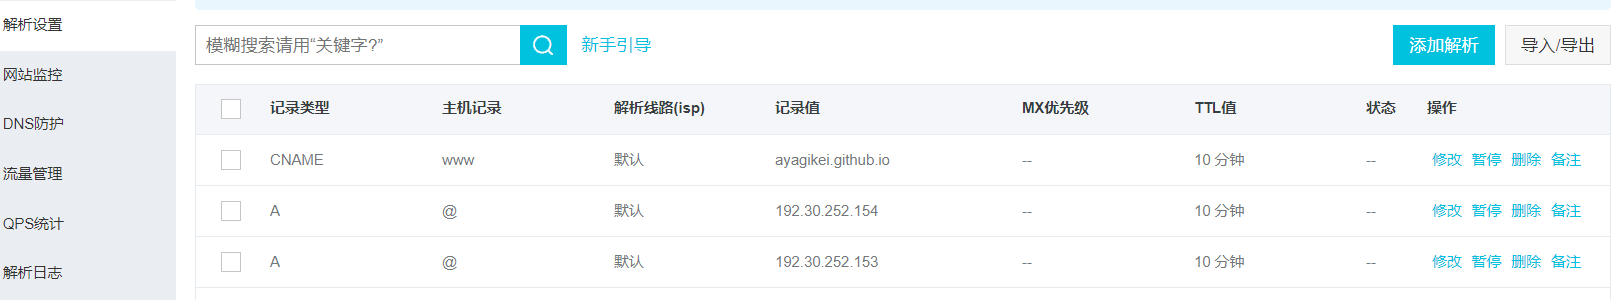 解析设置
网站监控
DNS防护
流量管理
QPS统计
解析日志
模糊搜索请用“关键字?” 新手引导 添加解析 导入/导出
记录类型 主机记录 解析线路(isp) 记录值 MX优先级 TTL值 状态 操作
CNAME www 默认 ayagikei.github.io -- 10 分钟 -- 修改 暂停 删除 备注
A @ 默认 192.30.252.154 -- 10 分钟 -- 修改 暂停 删除 备注
A @ 默认 192.30.252.153 -- 10 分钟 -- 修改 暂停 删除 备注